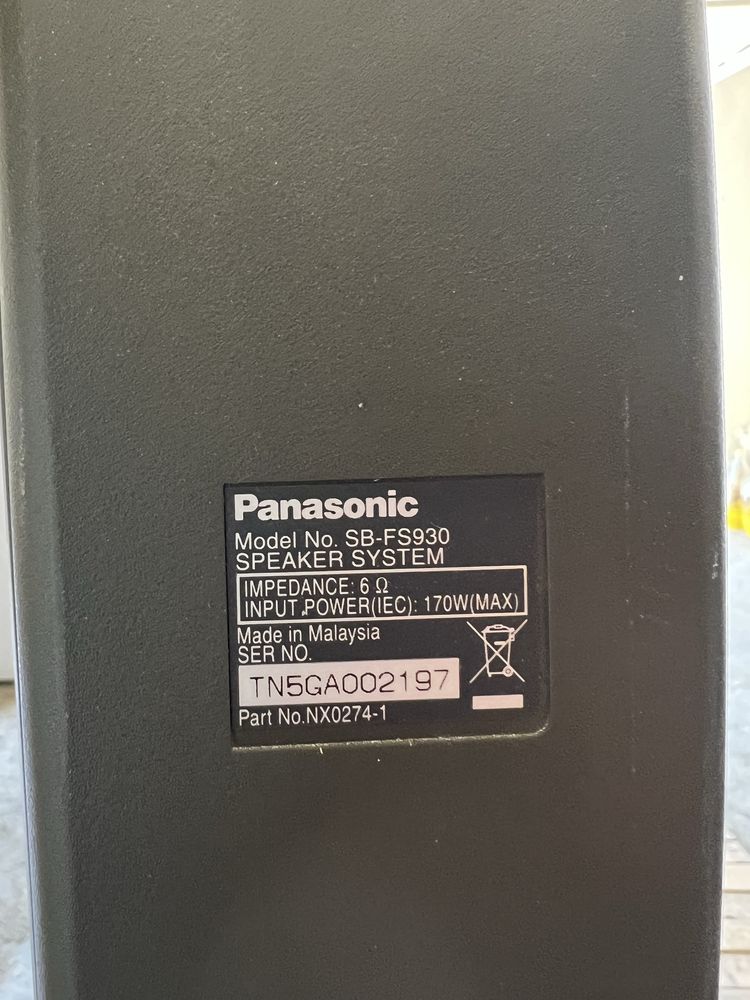 Panasonic
Model No. SB-FS930
SPEAKER SYSTEM
IMPEDANCE: 6 Ω
INPUT POWER(IEC): 170W(MAX)
Made in Malaysia
SER NO.
TN5GA002197
Part No.NX0274-1